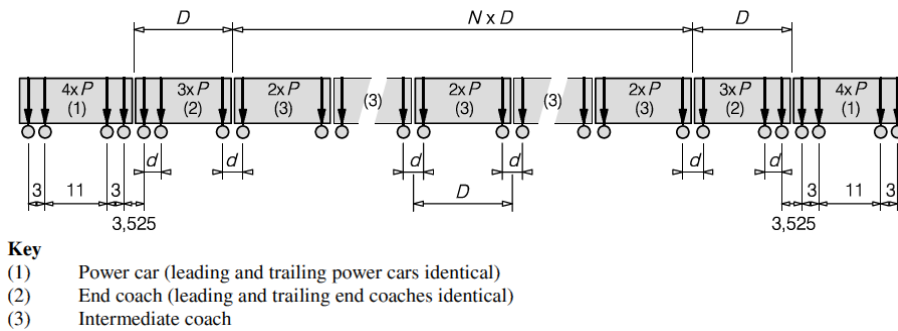 D N x D D
4x P 3x P 2x P 2x P 2x P 3x P 4x P
(1) (2) (3) (3) (3) (3) (3) (2) (1)
d d d d d d
3 11 3 D 3 11 3
3,525 3,525
Key
(1) Power car (leading and trailing power cars identical)
(2) End coach (leading and trailing end coaches identical)
(3) Intermediate coach